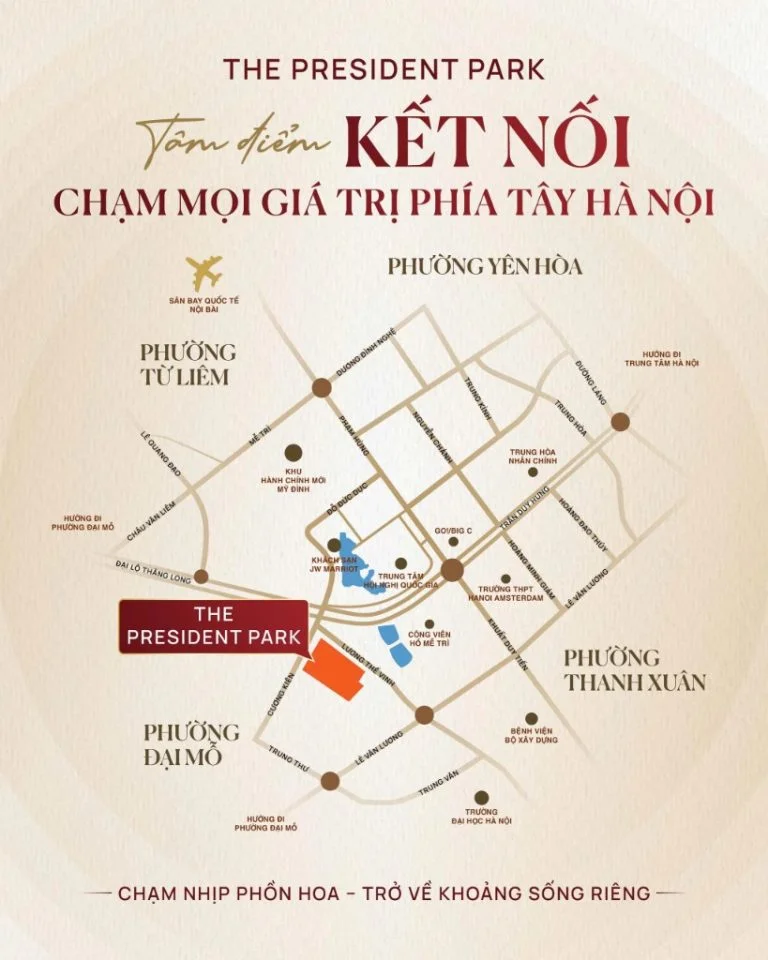 THE PRESIDENT PARK
Tâm điểm KẾT NỐI
CHẠM MỌI GIÁ TRỊ PHÍA TÂY HÀ NỘI
PHƯỜNG YÊN HÒA
SÂN BAY QUỐC TẾ
NỘI BÀI
PHƯỜNG
TỪ LIÊM
DƯƠNG ĐÌNH NGHỆ
HƯỚNG ĐI
TRUNG TÂM HÀ NỘI
ĐƯỜNG LÁNG
TRUNG KÍNH
TRUNG HÒA
PHẠM HÙNG
NGUYỄN CHÁNH
MỄ TRÌ
LÊ QUANG ĐẠO
KHU
HÀNH CHÍNH MỚI
MỸ ĐÌNH
TRUNG HÒA
NHÂN CHÍNH
ĐỖ ĐỨC DỤC
CHÂU VĂN LIÊM
TRẦN DUY HƯNG
HOÀNG ĐẠO THÚY
HƯỚNG ĐI
PHƯỜNG ĐẠI MỖ
GO!/BIG C
KHÁCH SẠN
JW MARRIOT
HOÀNG MINH GIÁM
ĐẠI LỘ THĂNG LONG
TRUNG TÂM
HỘI NGHỊ QUỐC GIA
TRƯỜNG THPT
HANOI AMSTERDAM
LÊ VĂN LƯƠNG
THE
PRESIDENT PARK
CÔNG VIÊN
HỒ MỄ TRÌ
KHUẤT DUY TIẾN
LƯƠNG THẾ VINH
PHƯỜNG
THANH XUÂN
CƯƠNG KIÊN
PHƯỜNG
ĐẠI MỖ
BỆNH VIỆN
BỘ XÂY DỰNG
LÊ VĂN LƯƠNG
TRUNG THƯ
TRUNG VĂN
TRƯỜNG
ĐẠI HỌC HÀ NỘI
HƯỚNG ĐI
PHƯỜNG ĐẠI MỖ
CHẠM NHỊP PHỒN HOA – TRỞ VỀ KHOẢNG SỐNG RIÊNG